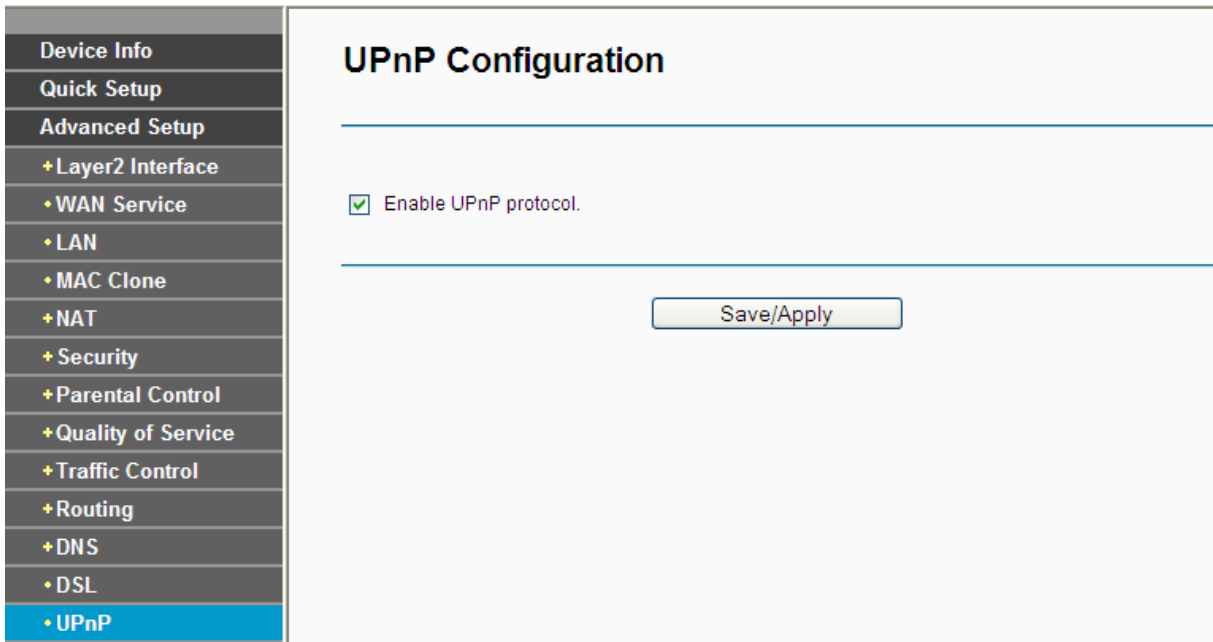 Device Info
Quick Setup
Advanced Setup
+Layer2 Interface
•WAN Service
•LAN
•MAC Clone
+NAT
+Security
+Parental Control
+Quality of Service
+Traffic Control
+Routing
+DNS
•DSL
•UPnP
UPnP Configuration
Enable UPnP protocol.
Save/Apply